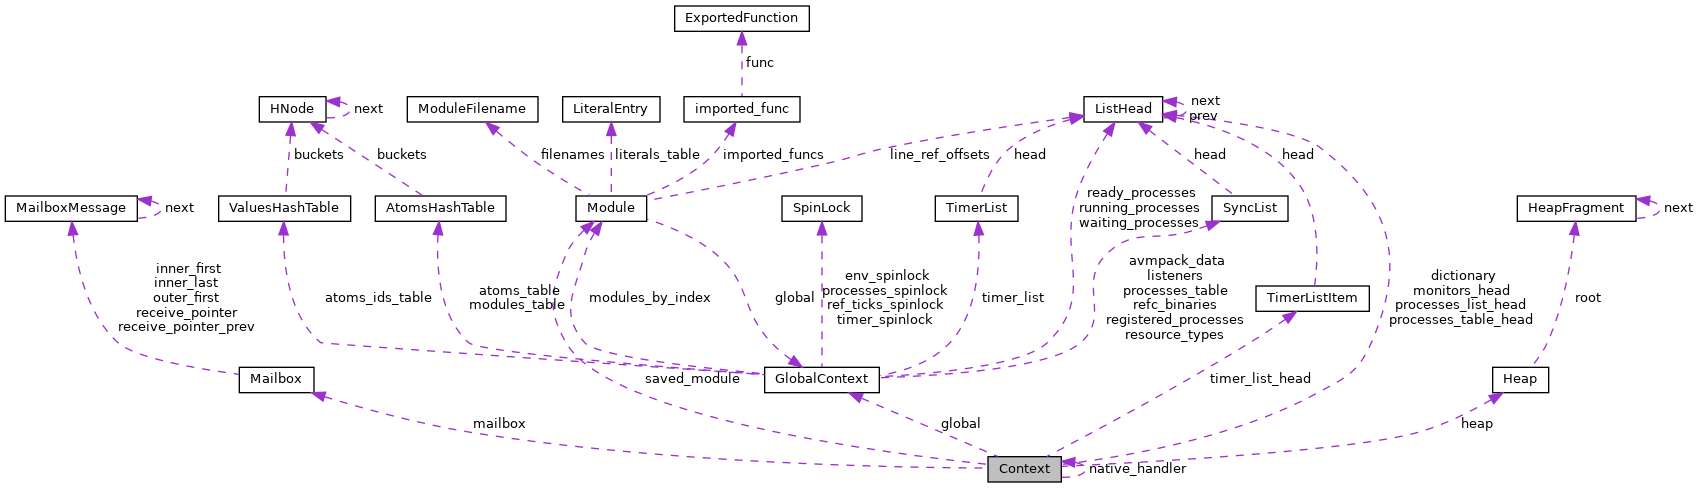 ExportedFunction
func
HNode
next
ModuleFilename
LiteralEntry
imported_func
ListHead
next
prev
buckets
buckets
filenames
literals_table
imported_funcs
line_ref_offsets
head
head
head
MailboxMessage
next
ValuesHashTable
AtomsHashTable
Module
SpinLock
TimerList
ready_processes
running_processes
waiting_processes
SyncList
HeapFragment
next
inner_first
inner_last
outer_first
receive_pointer
receive_pointer_prev
atoms_ids_table
atoms_table
modules_table
modules_by_index
global
env_spinlock
processes_spinlock
ref_ticks_spinlock
timer_spinlock
timer_list
avmpack_data
listeners
processes_table
refc_binaries
registered_processes
resource_types
TimerListItem
dictionary
monitors_head
processes_list_head
processes_table_head
root
Mailbox
saved_module
GlobalContext
timer_list_head
Heap
mailbox
global
heap
Context
native_handler